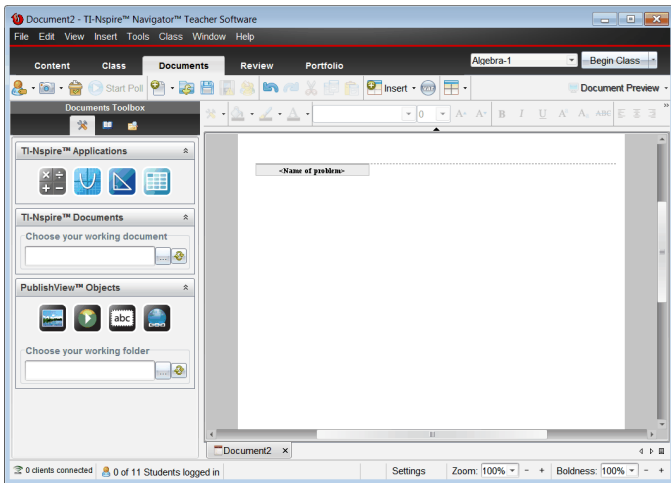 Document2 - TI-Nspire™ Navigator™ Teacher Software
File Edit View Insert Tools Class Window Help
Content Class Documents Review Portfolio Algebra-1 Begin Class
Start Poll Insert Document Preview
Documents Toolbox
0 A- A+ B I U ABC
TI-Nspire™ Applications
<Name of problem>
TI-Nspire™ Documents
Choose your working document
...
PublishView™ Objects
abc
Choose your working folder
...
Document2
0 clients connected 0 of 11 Students logged in Settings Zoom: 100% - + Boldness: 100% - +